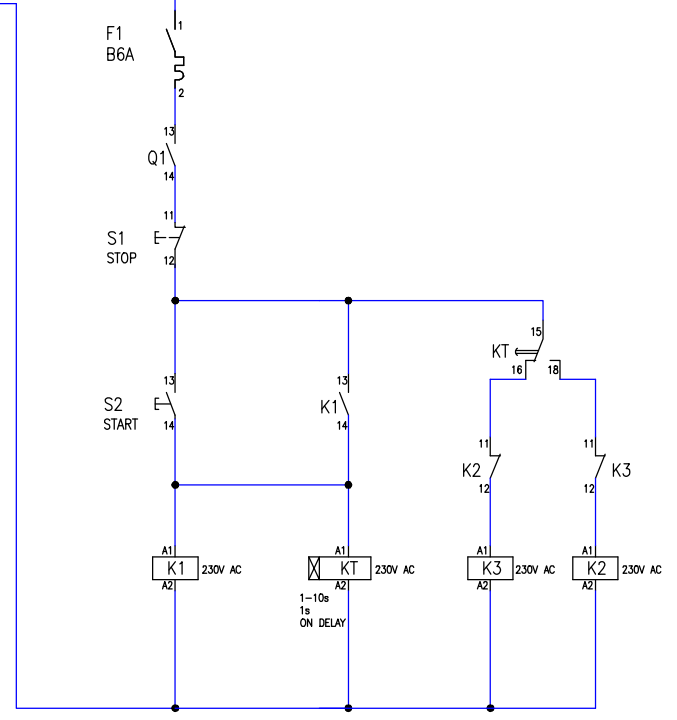 1
F1
B6A
2
13
Q1
14
11
S1
STOP
12
15
KT
16
18
13
S2
START
14
13
K1
14
11
K2
12
11
K3
12
A1
K1
230V AC
A2
A1
KT
230V AC
A2
1-10s
1s
ON DELAY
A1
K3
230V AC
A2
A1
K2
230V AC
A2